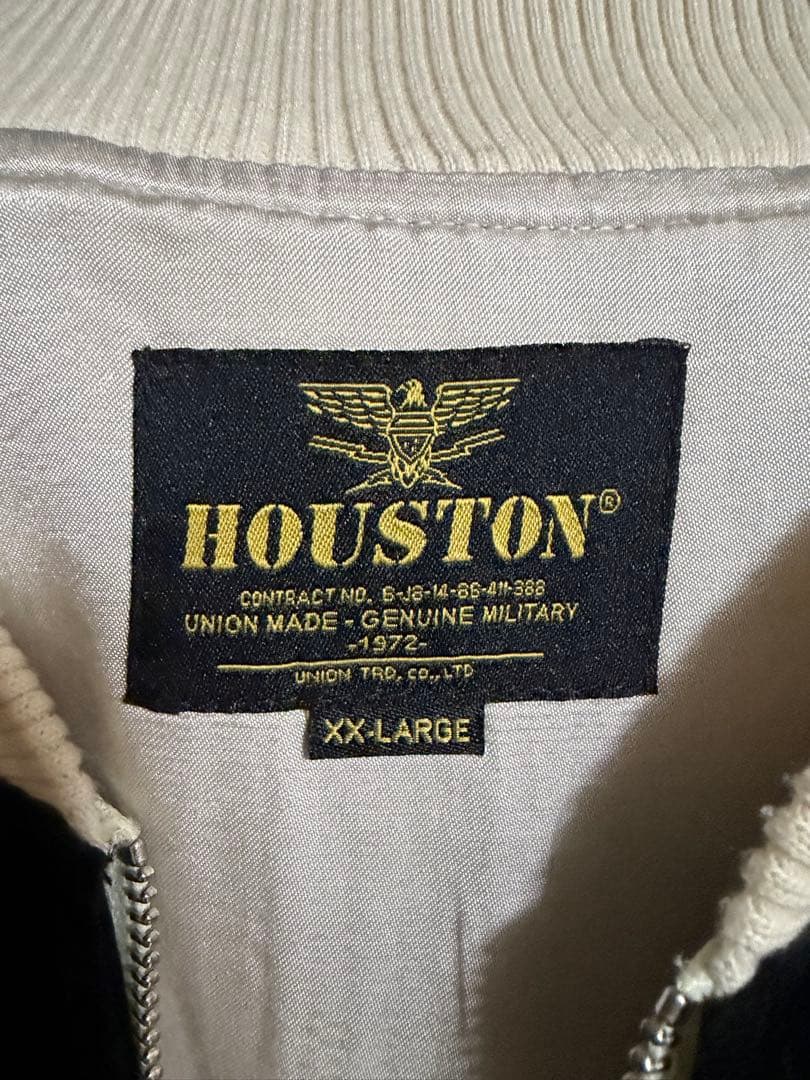 HOUSTON®
CONTRACT NO. 6-J8-14-86-411-388
UNION MADE - GENUINE MILITARY
-1972-
UNION TRD. CO., LTD
XX-LARGE